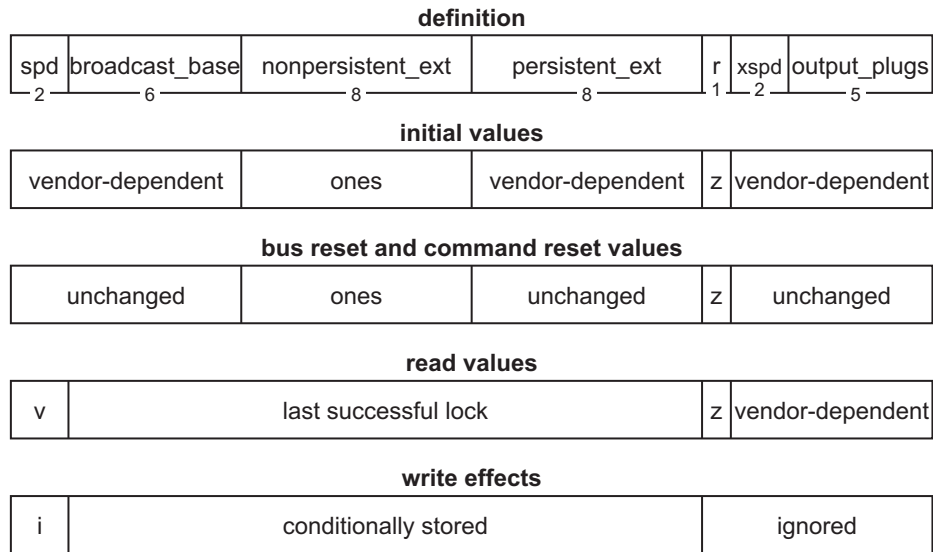 definition
spd broadcast_base nonpersistent_ext persistent_ext r xspd output_plugs
2 6 8 8 1 2 5
initial values
vendor-dependent ones vendor-dependent z vendor-dependent
bus reset and command reset values
unchanged ones unchanged z unchanged
read values
v last successful lock z vendor-dependent
write effects
i conditionally stored ignored